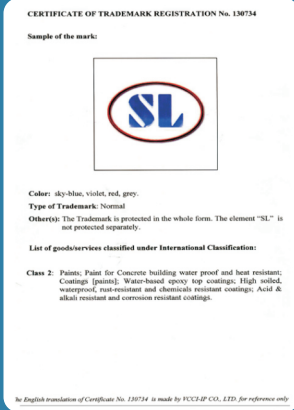 CERTIFICATE OF TRADEMARK REGISTRATION No. 130734
Sample of the mark:
SL
Color: sky-blue, violet, red, grey.
Type of Trademark: Normal
Other(s): The Trademark is protected in the whole form. The element "SL" is
not protected separately.
List of goods/services classified under International Classification:
Class 2: Paints; Paint for Concrete building water proof and heat resistant;
Coatings [paints]; Water-based epoxy top coatings; High soiled,
waterproof, rust-resistant and chemicals resistant coatings; Acid &
alkali resistant and corrosion resistant coatings.
he English translation of Certificate No. 130734 is made by VCCI-IP CO., LTD. for reference only